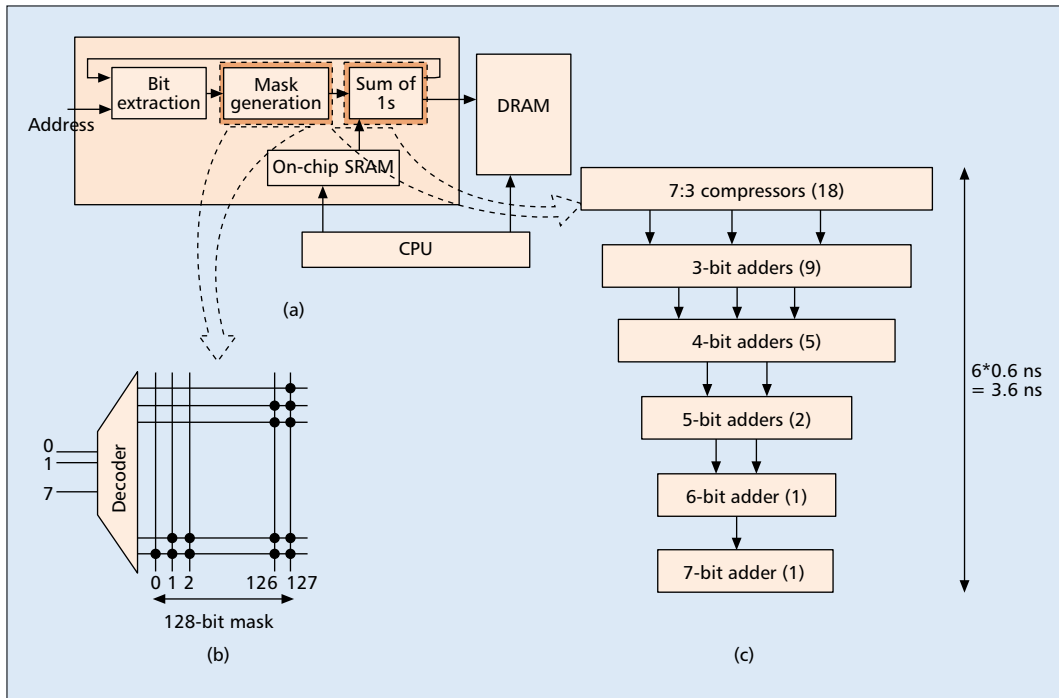 Bit
extraction
Mask
generation
Sum of
1s
DRAM
Address
On-chip SRAM
CPU
(a)
7:3 compressors (18)
3-bit adders (9)
4-bit adders (5)
5-bit adders (2)
6-bit adder (1)
7-bit adder (1)
6*0.6 ns
= 3.6 ns
(c)
0
1
7
Decoder
0 1 2 126 127
128-bit mask
(b)